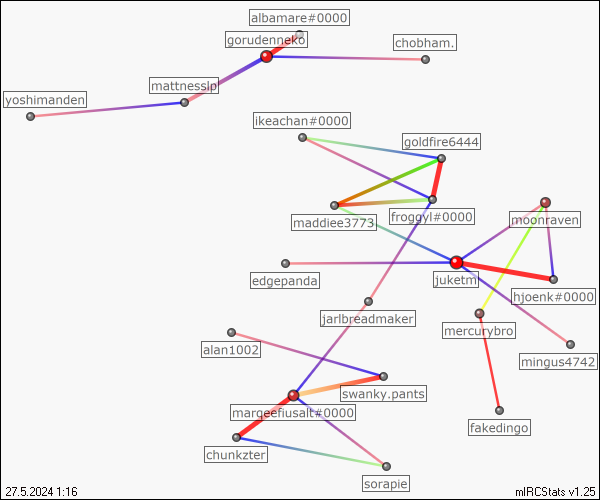 albamare#0000
gorudenneko
chobham.
mattnesslp
yoshimanden
ikeachan#0000
goldfire6444
maddiee3773
froggyl#0000
moonraven
edgepanda
juketm
hjoenk#0000
jarlbreadmaker
mercurybro
alan1002
mingus4742
swanky.pants
margeefiusalt#0000
fakedingo
chunkzter
sorapie
27.5.2024 1:16
mIRCStats v1.25